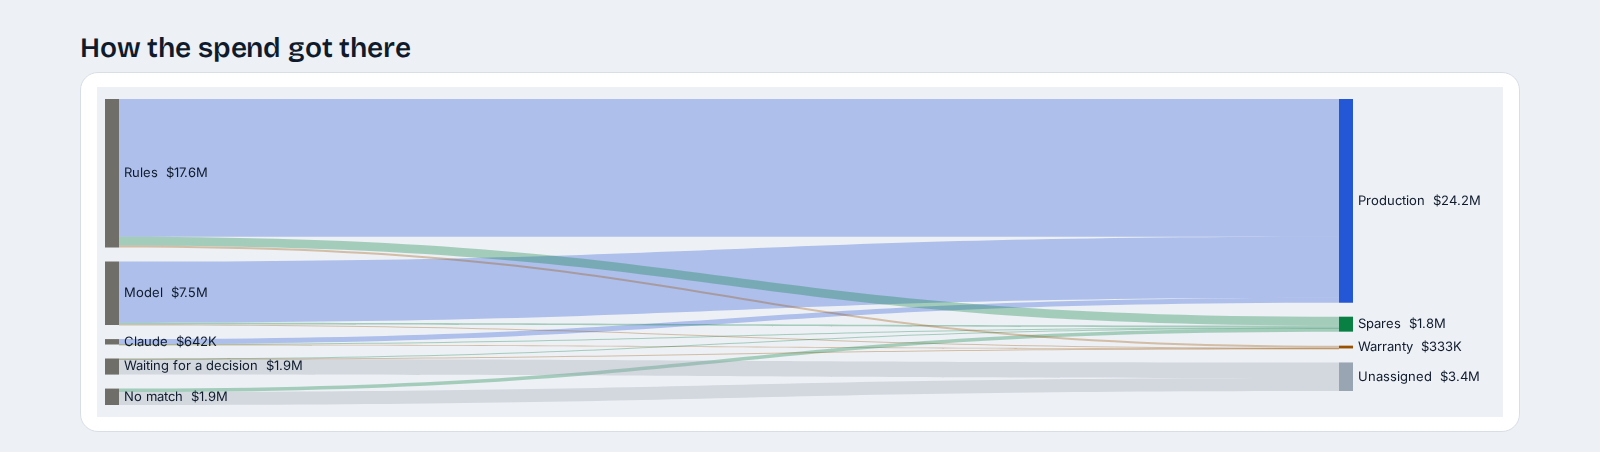 How the spend got there
Rules $17.6M
Production $24.2M
Model $7.5M
Spares $1.8M
Claude $642K
Warranty $333K
Waiting for a decision $1.9M
Unassigned $3.4M
No match $1.9M